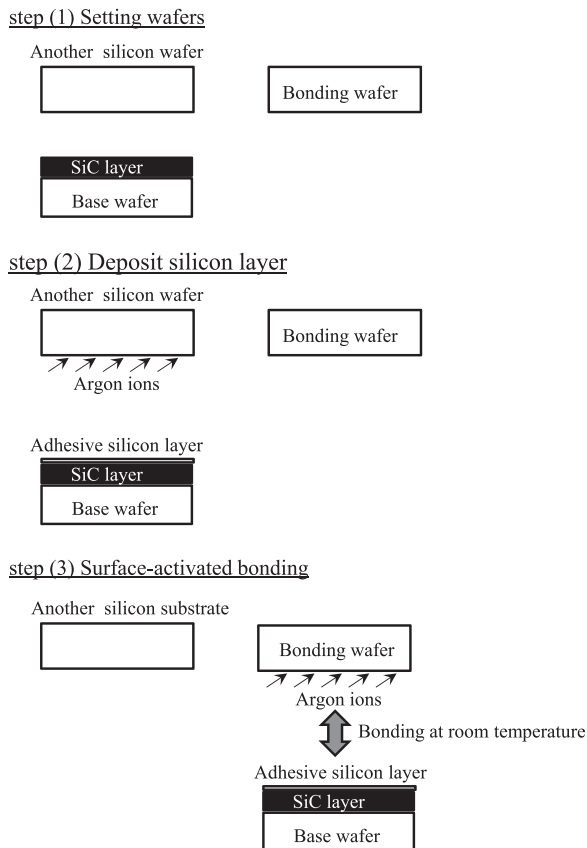 step (1) Setting wafers
Another silicon wafer
Bonding wafer
SiC layer
Base wafer
step (2) Deposit silicon layer
Another silicon wafer
Bonding wafer
Argon ions
Adhesive silicon layer
SiC layer
Base wafer
step (3) Surface-activated bonding
Another silicon substrate
Bonding wafer
Argon ions
Bonding at room temperature
Adhesive silicon layer
SiC layer
Base wafer